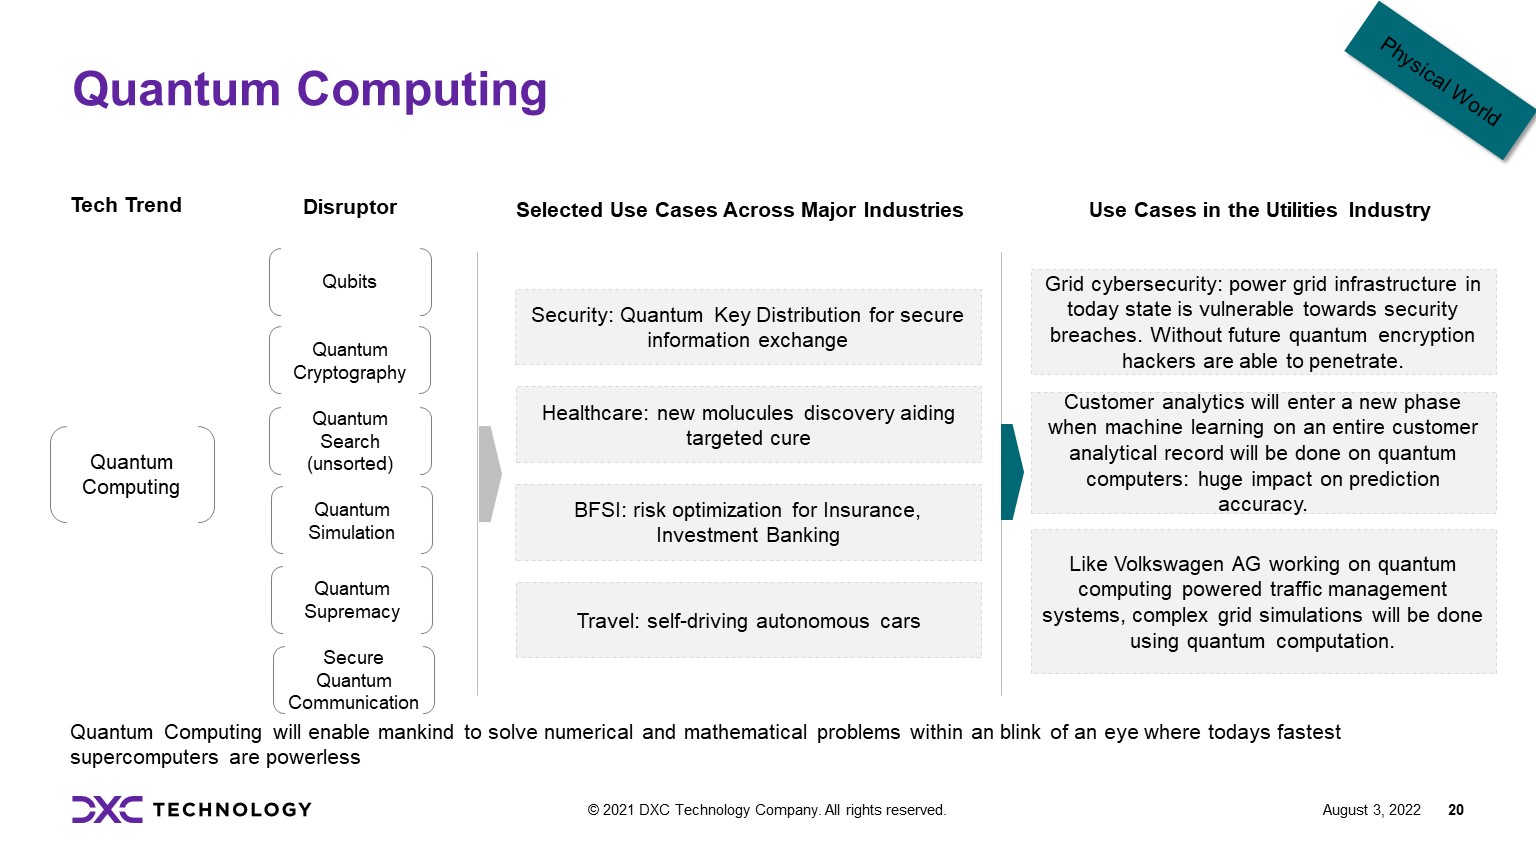 Physical World
Quantum Computing
Tech Trend
Disruptor
Selected Use Cases Across Major Industries
Use Cases in the Utilities Industry
Quantum
Computing
Qubits
Quantum
Cryptography
Quantum
Search
(unsorted)
Quantum
Simulation
Quantum
Supremacy
Secure
Quantum
Communication
Security: Quantum Key Distribution for secure
information exchange
Healthcare: new molucules discovery aiding
targeted cure
BFSI: risk optimization for Insurance,
Investment Banking
Travel: self-driving autonomous cars
Grid cybersecurity: power grid infrastructure in
today state is vulnerable towards security
breaches. Without future quantum encryption
hackers are able to penetrate.
Customer analytics will enter a new phase
when machine learning on an entire customer
analytical record will be done on quantum
computers: huge impact on prediction
accuracy.
Like Volkswagen AG working on quantum
computing powered traffic management
systems, complex grid simulations will be done
using quantum computation.
Quantum Computing will enable mankind to solve numerical and mathematical problems within an blink of an eye where todays fastest
supercomputers are powerless
DXC TECHNOLOGY
© 2021 DXC Technology Company. All rights reserved.
August 3, 2022
20